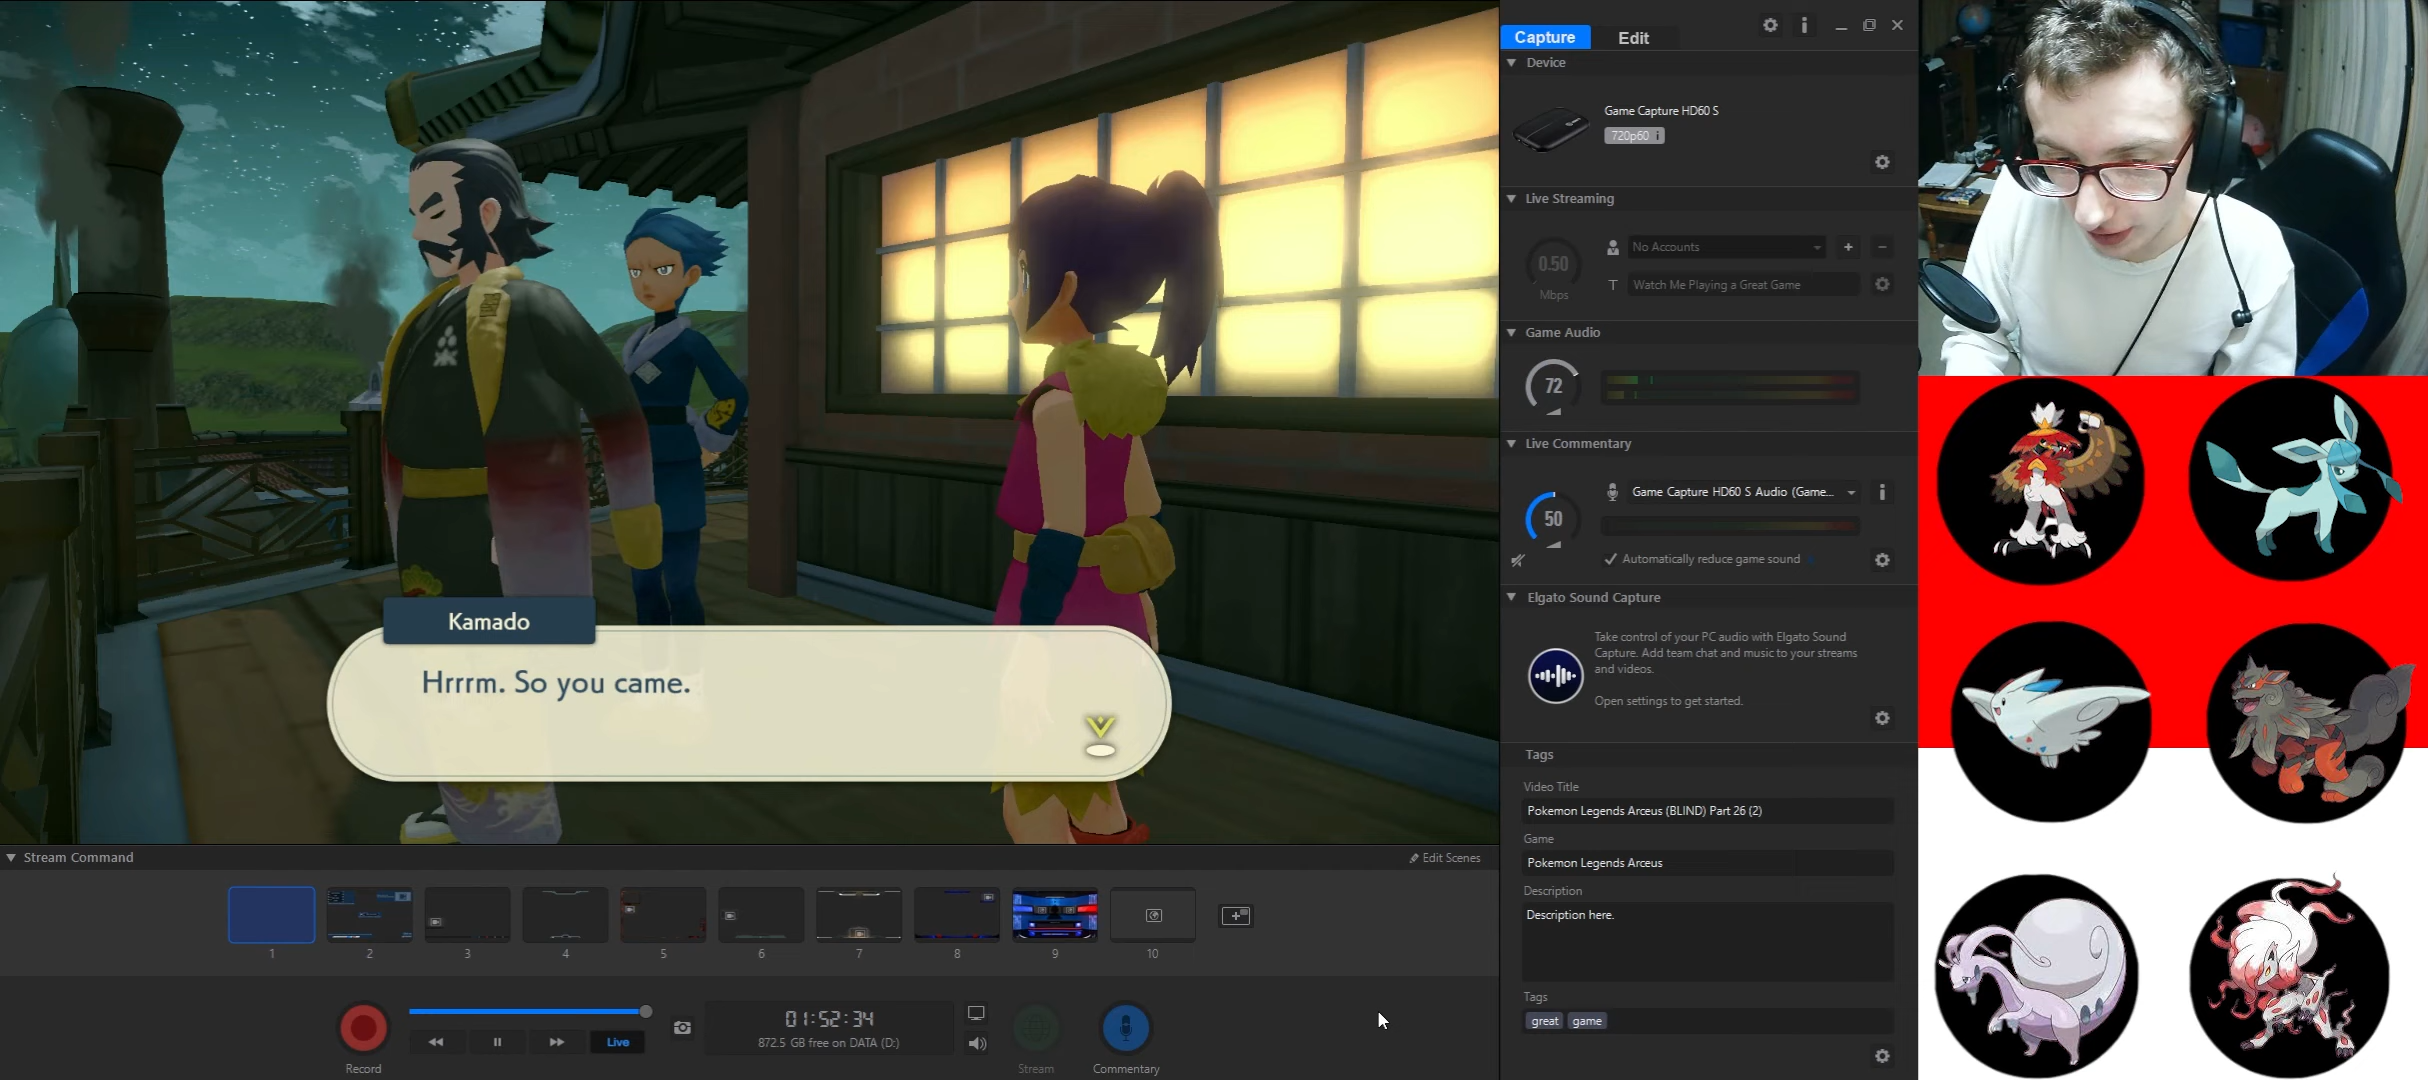 Capture
Edit
Device
Game Capture HD60 S
720p60
Live Streaming
0.50
Mbps
No Accounts
T
Watch Me Playing a Great Game
Game Audio
72
Live Commentary
50
Game Capture HD60 S Audio (Game...
Automatically reduce game sound
Elgato Sound Capture
Take control of your PC audio with Elgato Sound
Capture. Add team chat and music to your streams
and videos.
Open settings to get started.
Tags
Video Title
Pokemon Legends Arceus (BLIND) Part 26 (2)
Game
Pokemon Legends Arceus
Description
Description here.
Tags
great game
Kamado
Hrrrm. So you came.
Stream Command
Edit Scenes
1 2 3 4 5 6 7 8 9 10
Record
Live
01:52:34
872.5 GB free on DATA (D:)
Stream
Commentary